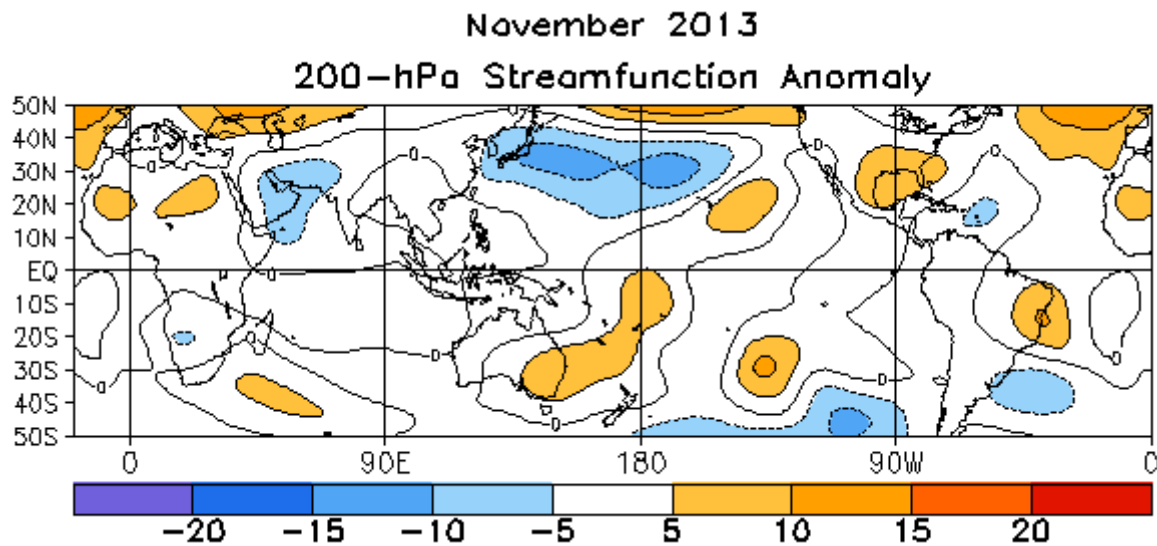 November 2013
200-hPa Streamfunction Anomaly
50N
40N
30N
20N
10N
EQ
10S
20S
30S
40S
50S
0 90E 180 90W 0
-20 -15 -10 -5 5 10 15 20